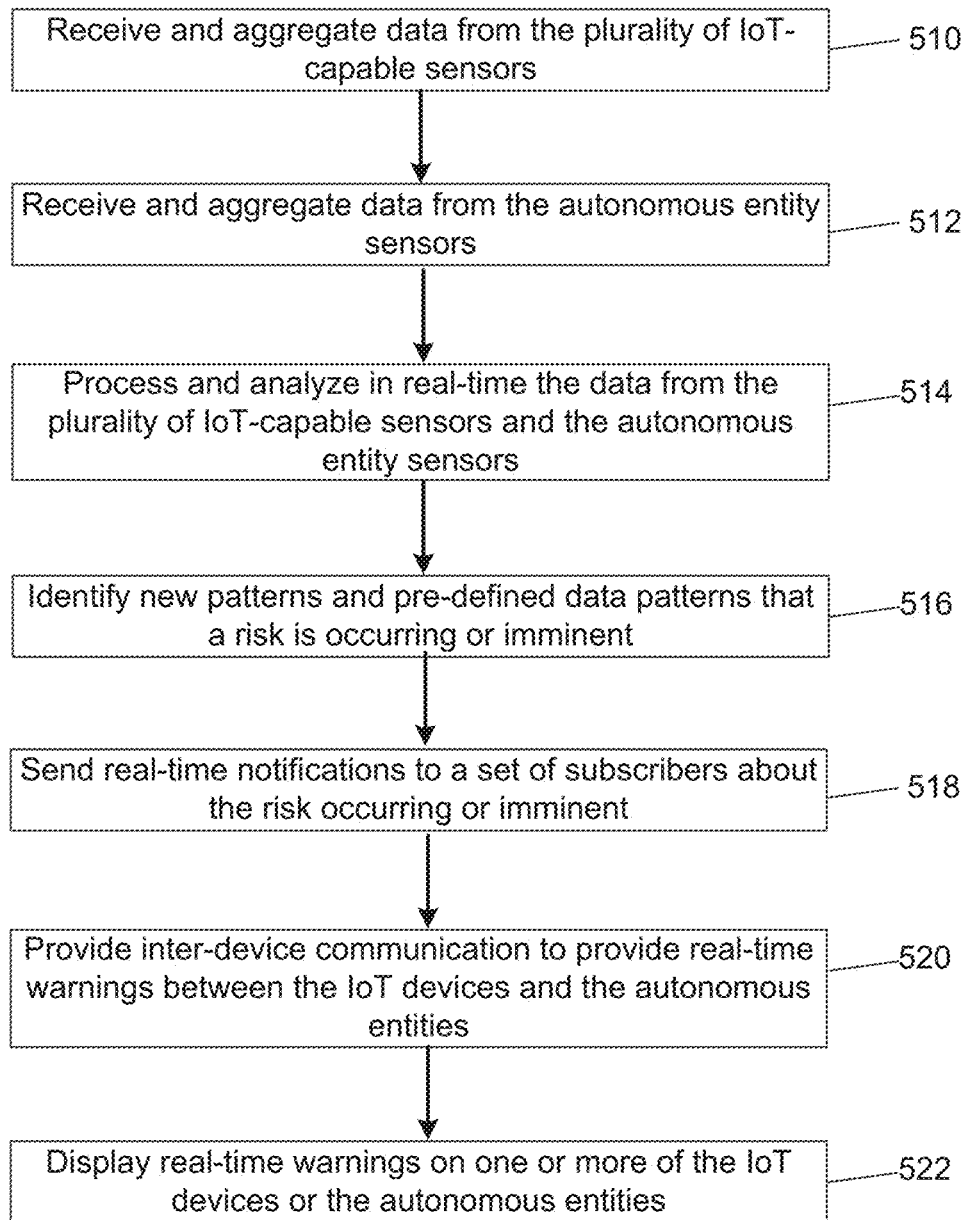 Receive and aggregate data from the plurality of IoT-
capable sensors
510
Receive and aggregate data from the autonomous entity
sensors
512
Process and analyze in real-time the data from the
plurality of IoT-capable sensors and the autonomous
entity sensors
514
Identify new patterns and pre-defined data patterns that
a risk is occurring or imminent
516
Send real-time notifications to a set of subscribers about
the risk occurring or imminent
518
Provide inter-device communication to provide real-time
warnings between the IoT devices and the autonomous
entities
520
Display real-time warnings on one or more of the IoT
devices or the autonomous entities
522